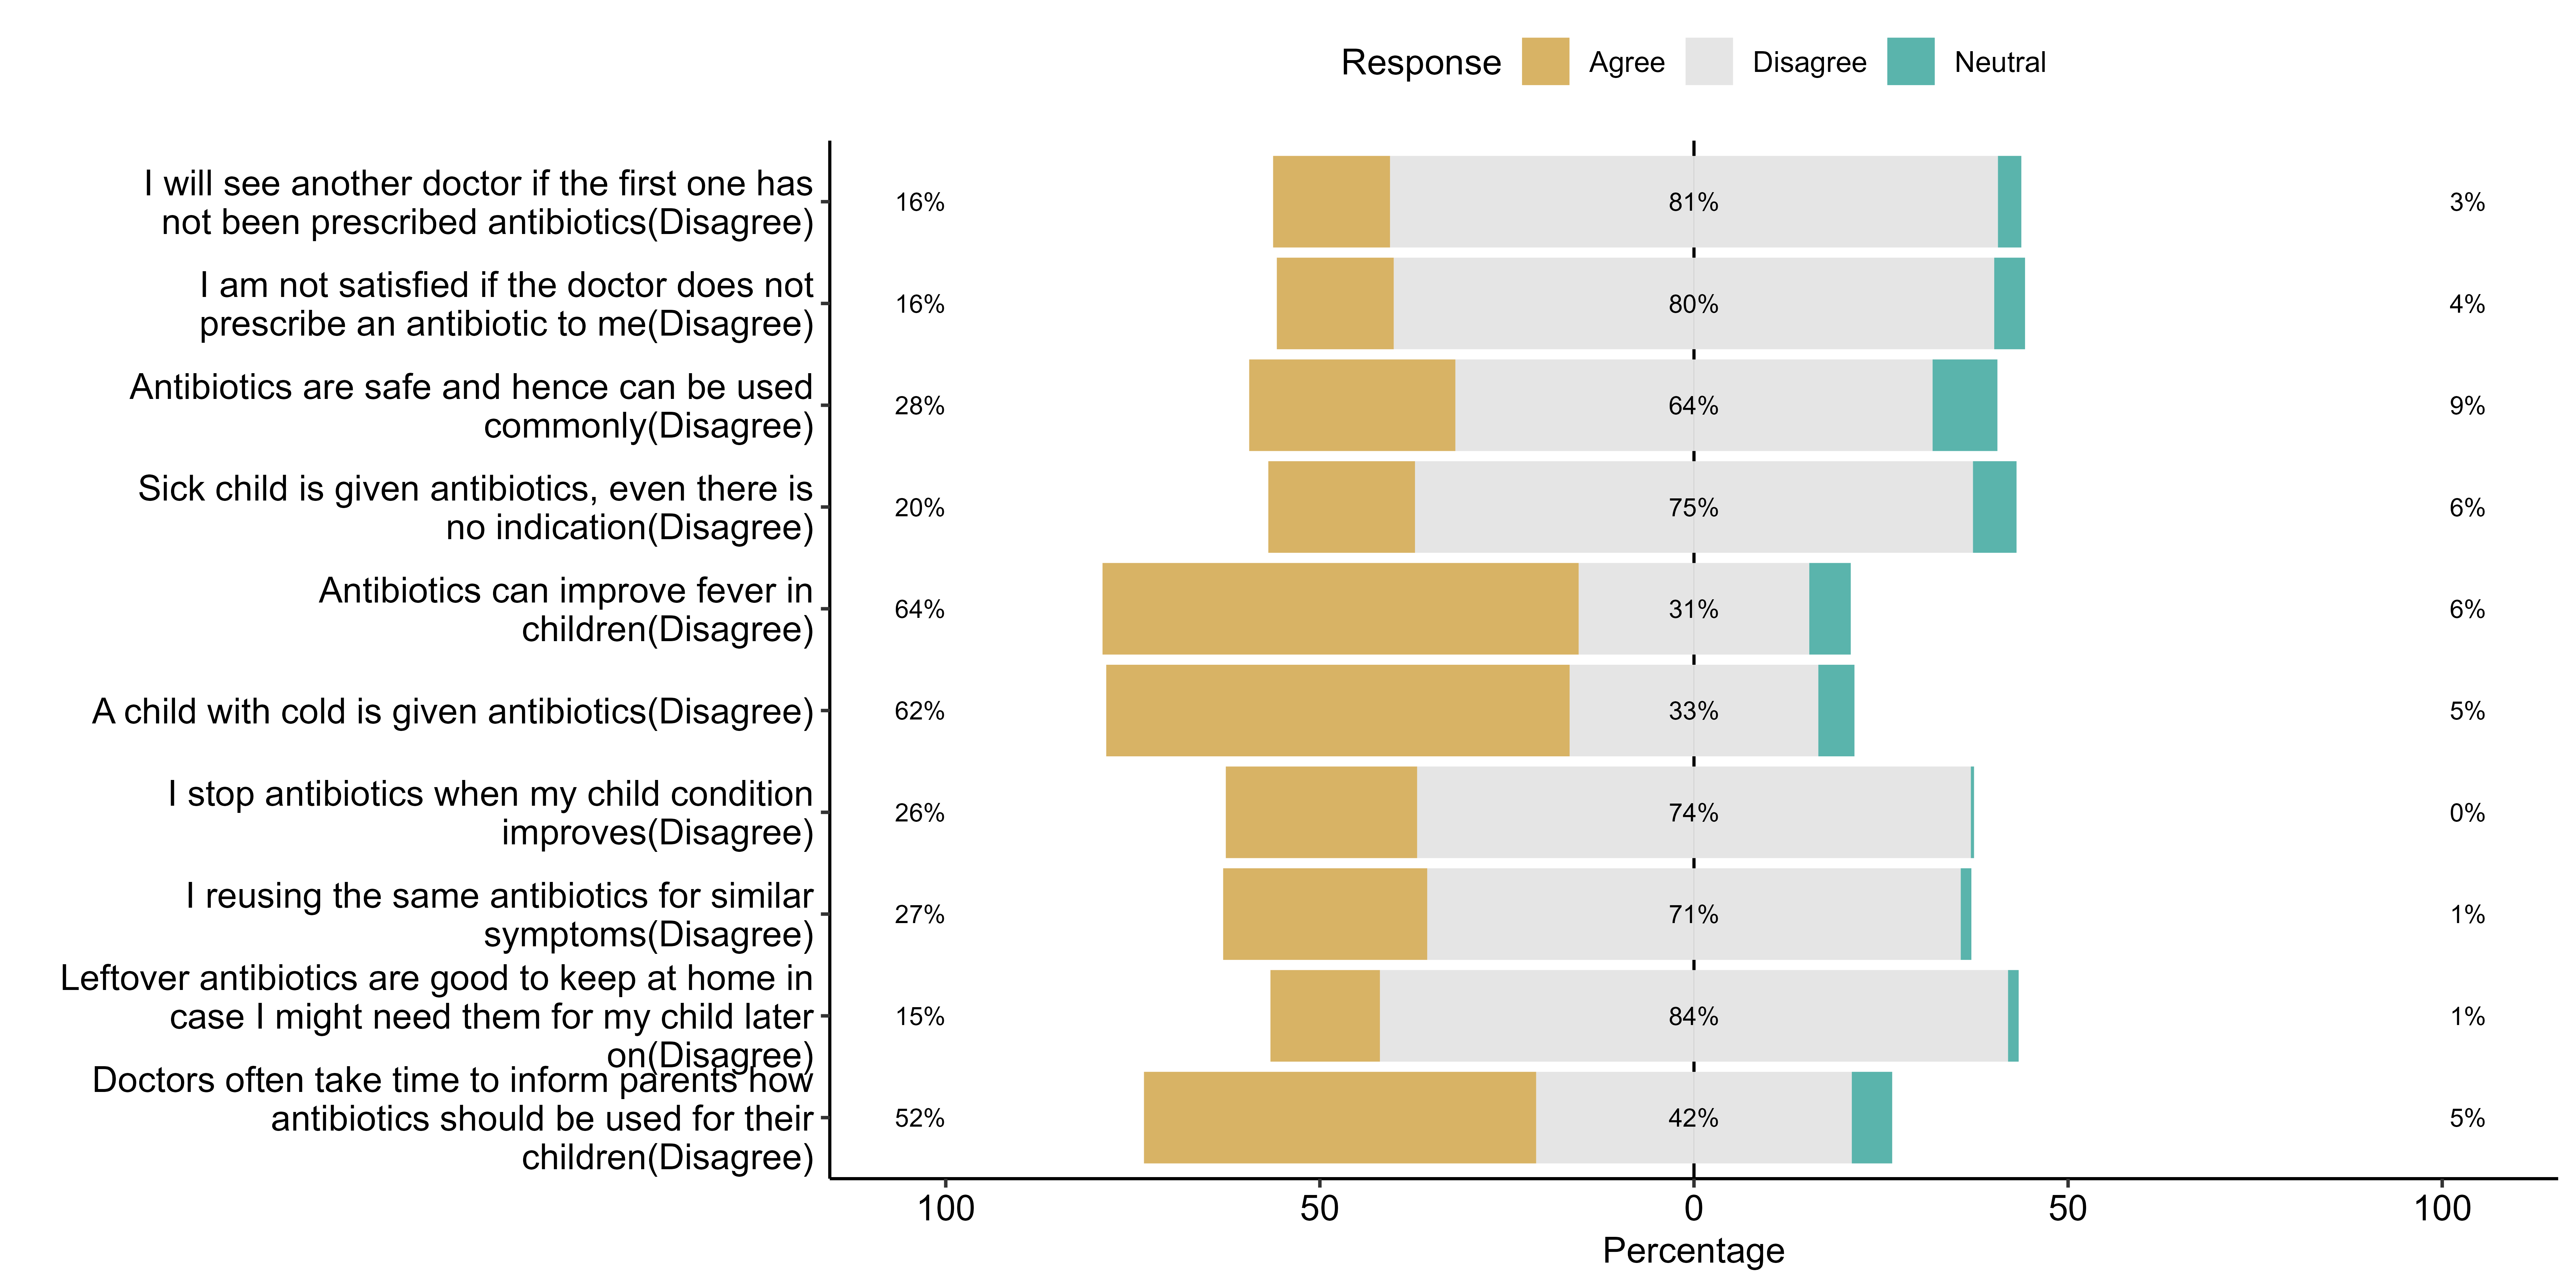 Response Agree Disagree Neutral
I will see another doctor if the first one has
not been prescribed antibiotics(Disagree)
16% 81% 3%
I am not satisfied if the doctor does not
prescribe an antibiotic to me(Disagree)
16% 80% 4%
Antibiotics are safe and hence can be used
commonly(Disagree)
28% 64% 9%
Sick child is given antibiotics, even there is
no indication(Disagree)
20% 75% 6%
Antibiotics can improve fever in
children(Disagree)
64% 31% 6%
A child with cold is given antibiotics(Disagree)
62% 33% 5%
I stop antibiotics when my child condition
improves(Disagree)
26% 74% 0%
I reusing the same antibiotics for similar
symptoms(Disagree)
27% 71% 1%
Leftover antibiotics are good to keep at home in
case I might need them for my child later
on(Disagree)
15% 84% 1%
Doctors often take time to inform parents how
antibiotics should be used for their
children(Disagree)
52% 42% 5%
100 50 0 50 100
Percentage